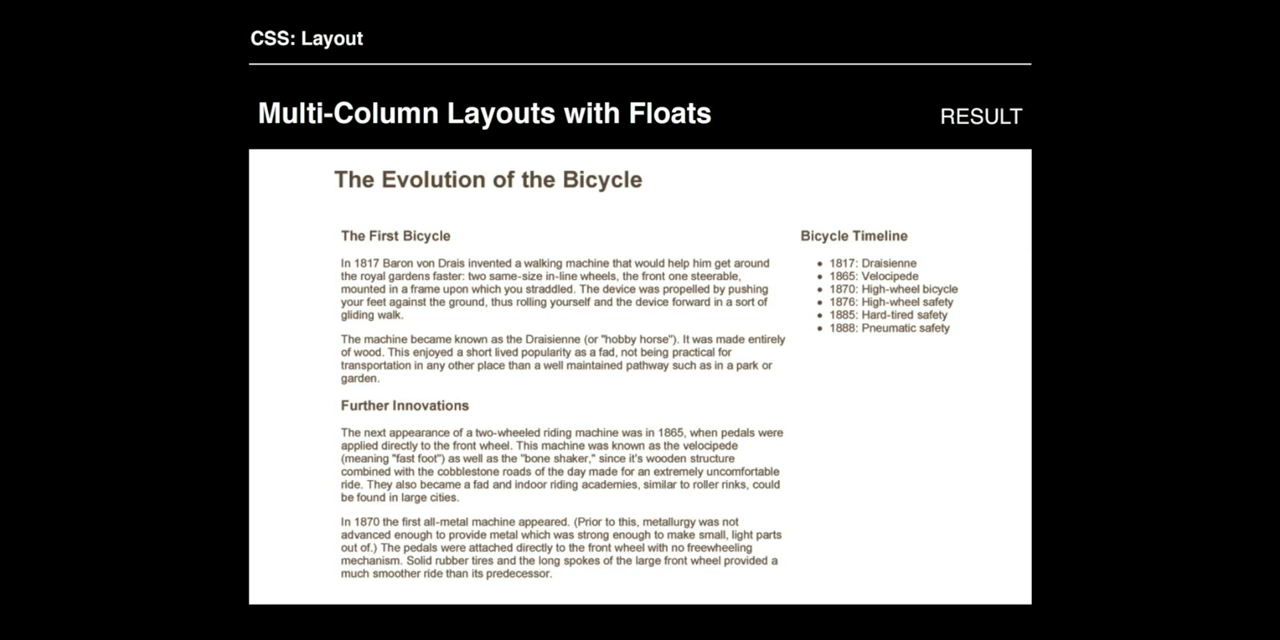 CSS: Layout
Multi-Column Layouts with Floats
RESULT
The Evolution of the Bicycle
The First Bicycle
In 1817 Baron von Drais invented a walking machine that would help him get around
the royal gardens faster: two same-size in-line wheels, the front one steerable,
mounted in a frame upon which you straddled. The device was propelled by pushing
your feet against the ground, thus rolling yourself and the device forward in a sort of
gliding walk.
The machine became known as the Draisienne (or "hobby horse"). It was made entirely
of wood. This enjoyed a short lived popularity as a fad, not being practical for
transportation in any other place than a well maintained pathway such as in a park or
garden.
Further Innovations
The next appearance of a two-wheeled riding machine was in 1865, when pedals were
applied directly to the front wheel. This machine was known as the velocipede
(meaning "fast foot") as well as the "bone shaker," since it's wooden structure
combined with the cobblestone roads of the day made for an extremely uncomfortable
ride. They also became a fad and indoor riding academies, similar to roller rinks, could
be found in large cities.
In 1870 the first all-metal machine appeared. (Prior to this, metallurgy was not
advanced enough to provide metal which was strong enough to make small, light parts
out of.) The pedals were attached directly to the front wheel with no freewheeling
mechanism. Solid rubber tires and the long spokes of the large front wheel provided a
much smoother ride than its predecessor.
Bicycle Timeline
• 1817: Draisienne
• 1865: Velocipede
• 1870: High-wheel bicycle
• 1876: High-wheel safety
• 1885: Hard-tired safety
• 1888: Pneumatic safety